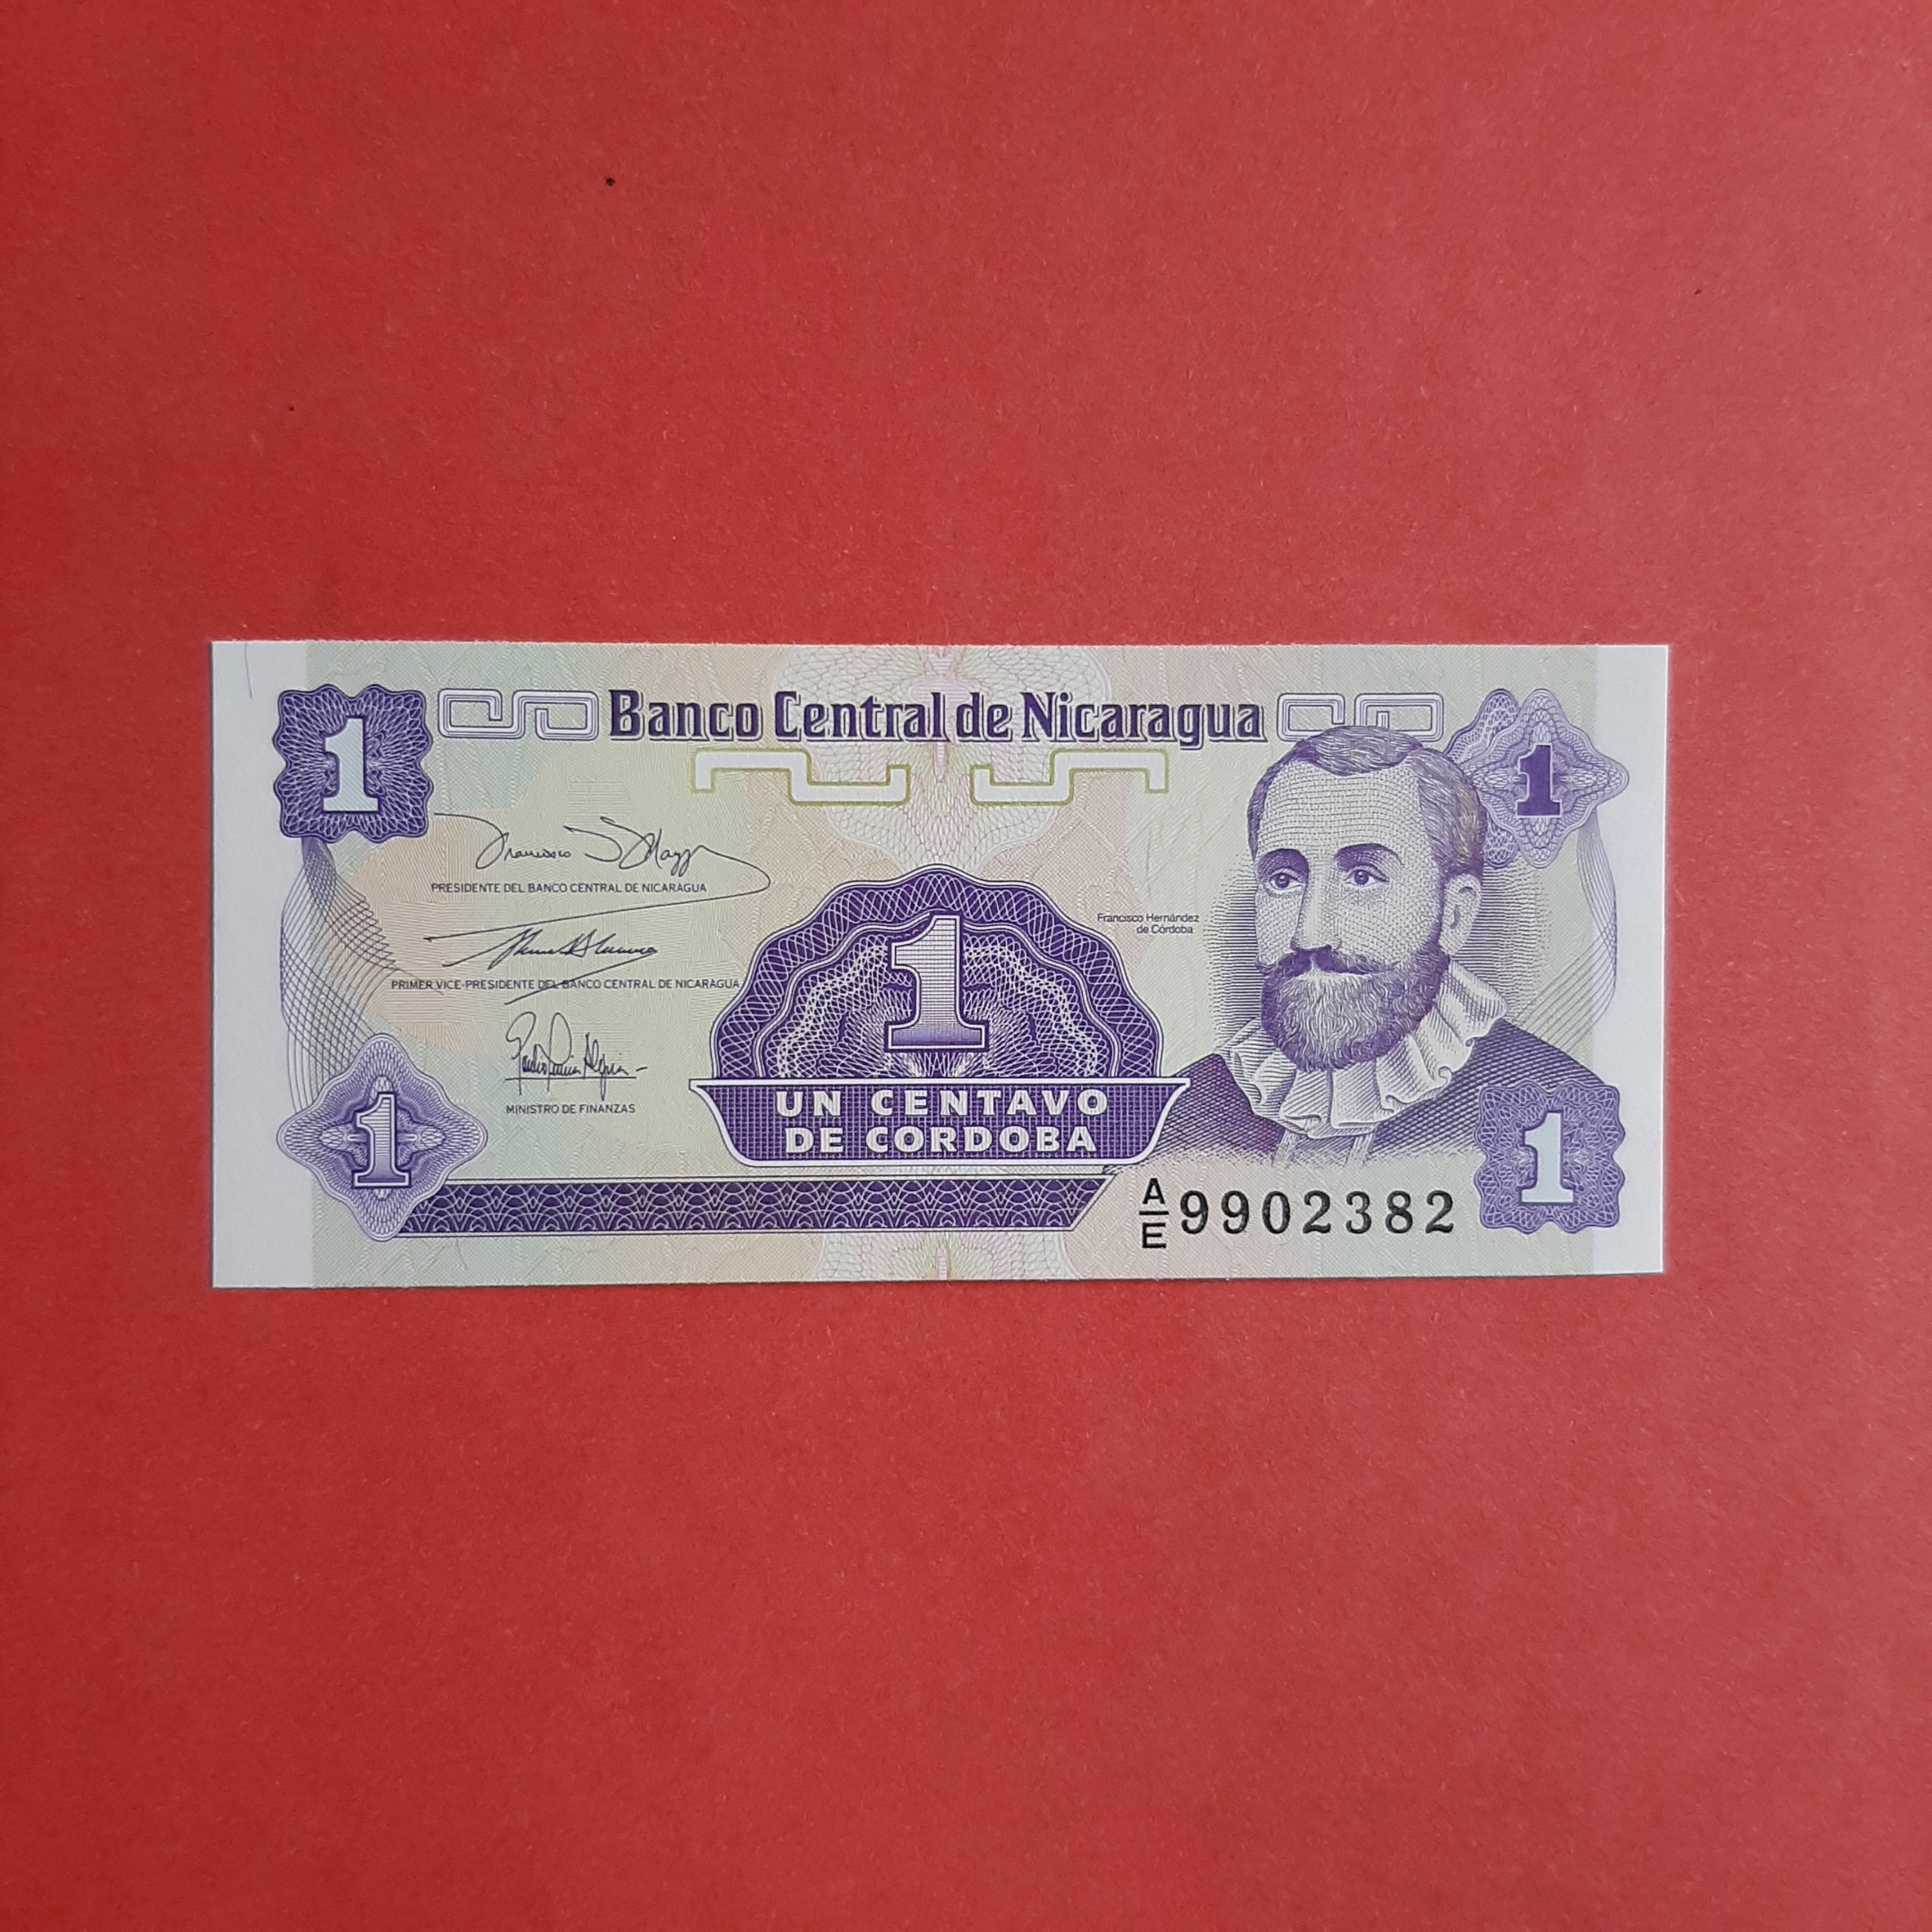 1
Banco Central de Nicaragua
1
PRESIDENTE DEL BANCO CENTRAL DE NICARAGUA
Francisco Hernández
de Córdoba
PRIMER VICE-PRESIDENTE DEL BANCO CENTRAL DE NICARAGUA
1
MINISTRO DE FINANZAS
UN CENTAVO
DE CORDOBA
1
1
A/E 9902382